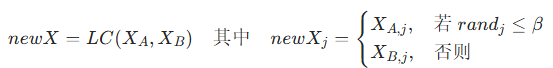 newX = LC(X_A, X_B) 其中 newX_j = { X_{A,j}, 若 rand_j ≤ β
X_{B,j}, 否则